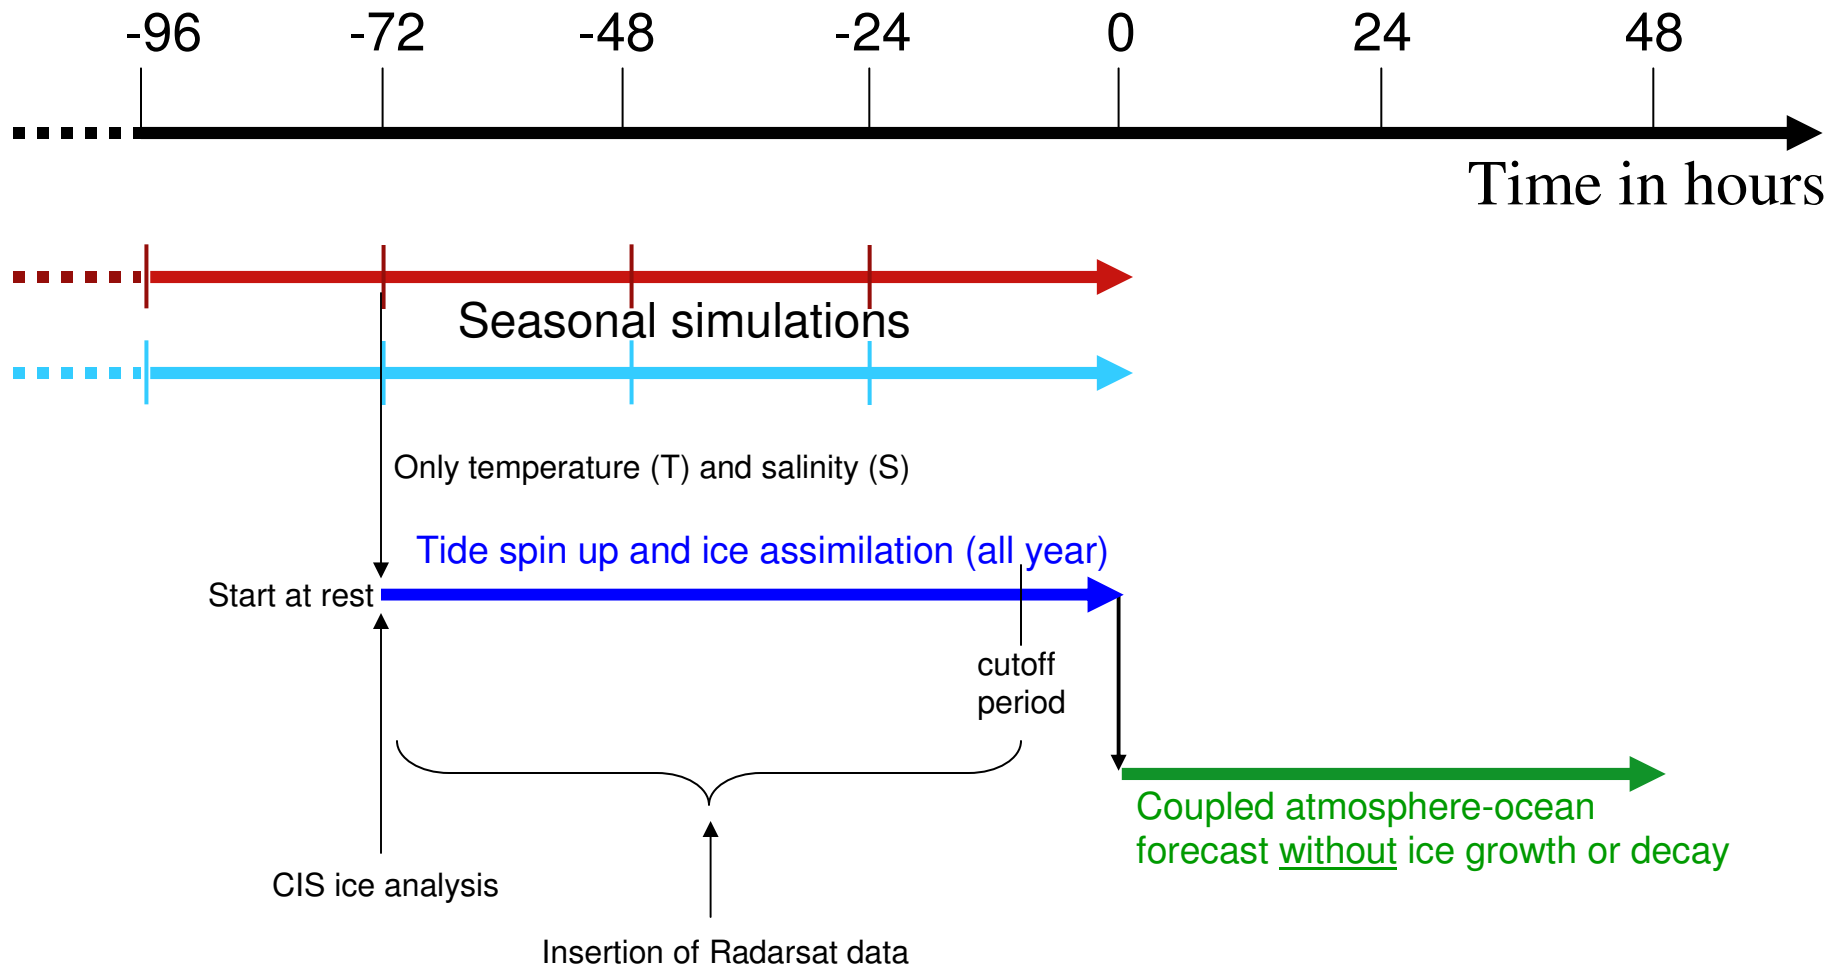 -96 -72 -48 -24 0 24 48
Time in hours
Seasonal simulations
Only temperature (T) and salinity (S)
Tide spin up and ice assimilation (all year)
Start at rest
cutoff
period
Coupled atmosphere-ocean
forecast without ice growth or decay
CIS ice analysis
Insertion of Radarsat data